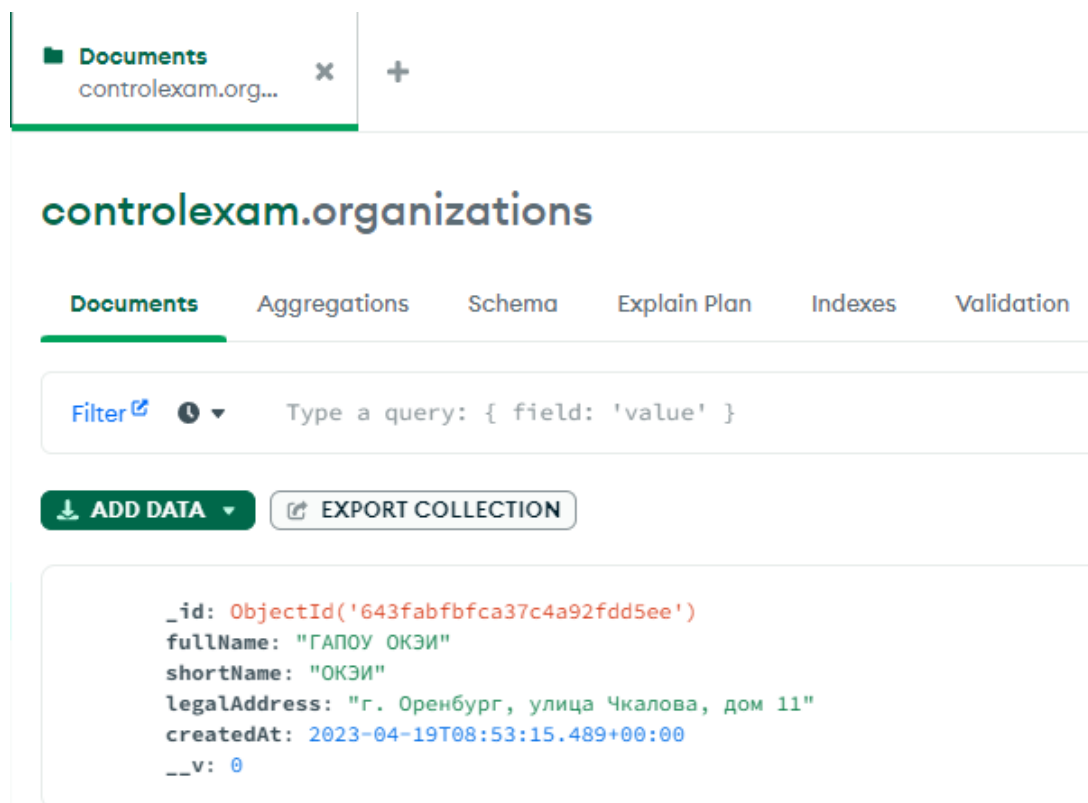 Documents
controlexam.org...
controlexam.organizations
Documents Aggregations Schema Explain Plan Indexes Validation
Filter Type a query: { field: 'value' }
ADD DATA EXPORT COLLECTION
_id: ObjectId('643fabfbfca37c4a92fdd5ee')
fullName: "ГАПОУ ОКЭИ"
shortName: "ОКЭИ"
legalAddress: "г. Оренбург, улица Чкалова, дом 11"
createdAt: 2023-04-19T08:53:15.489+00:00
__v: 0